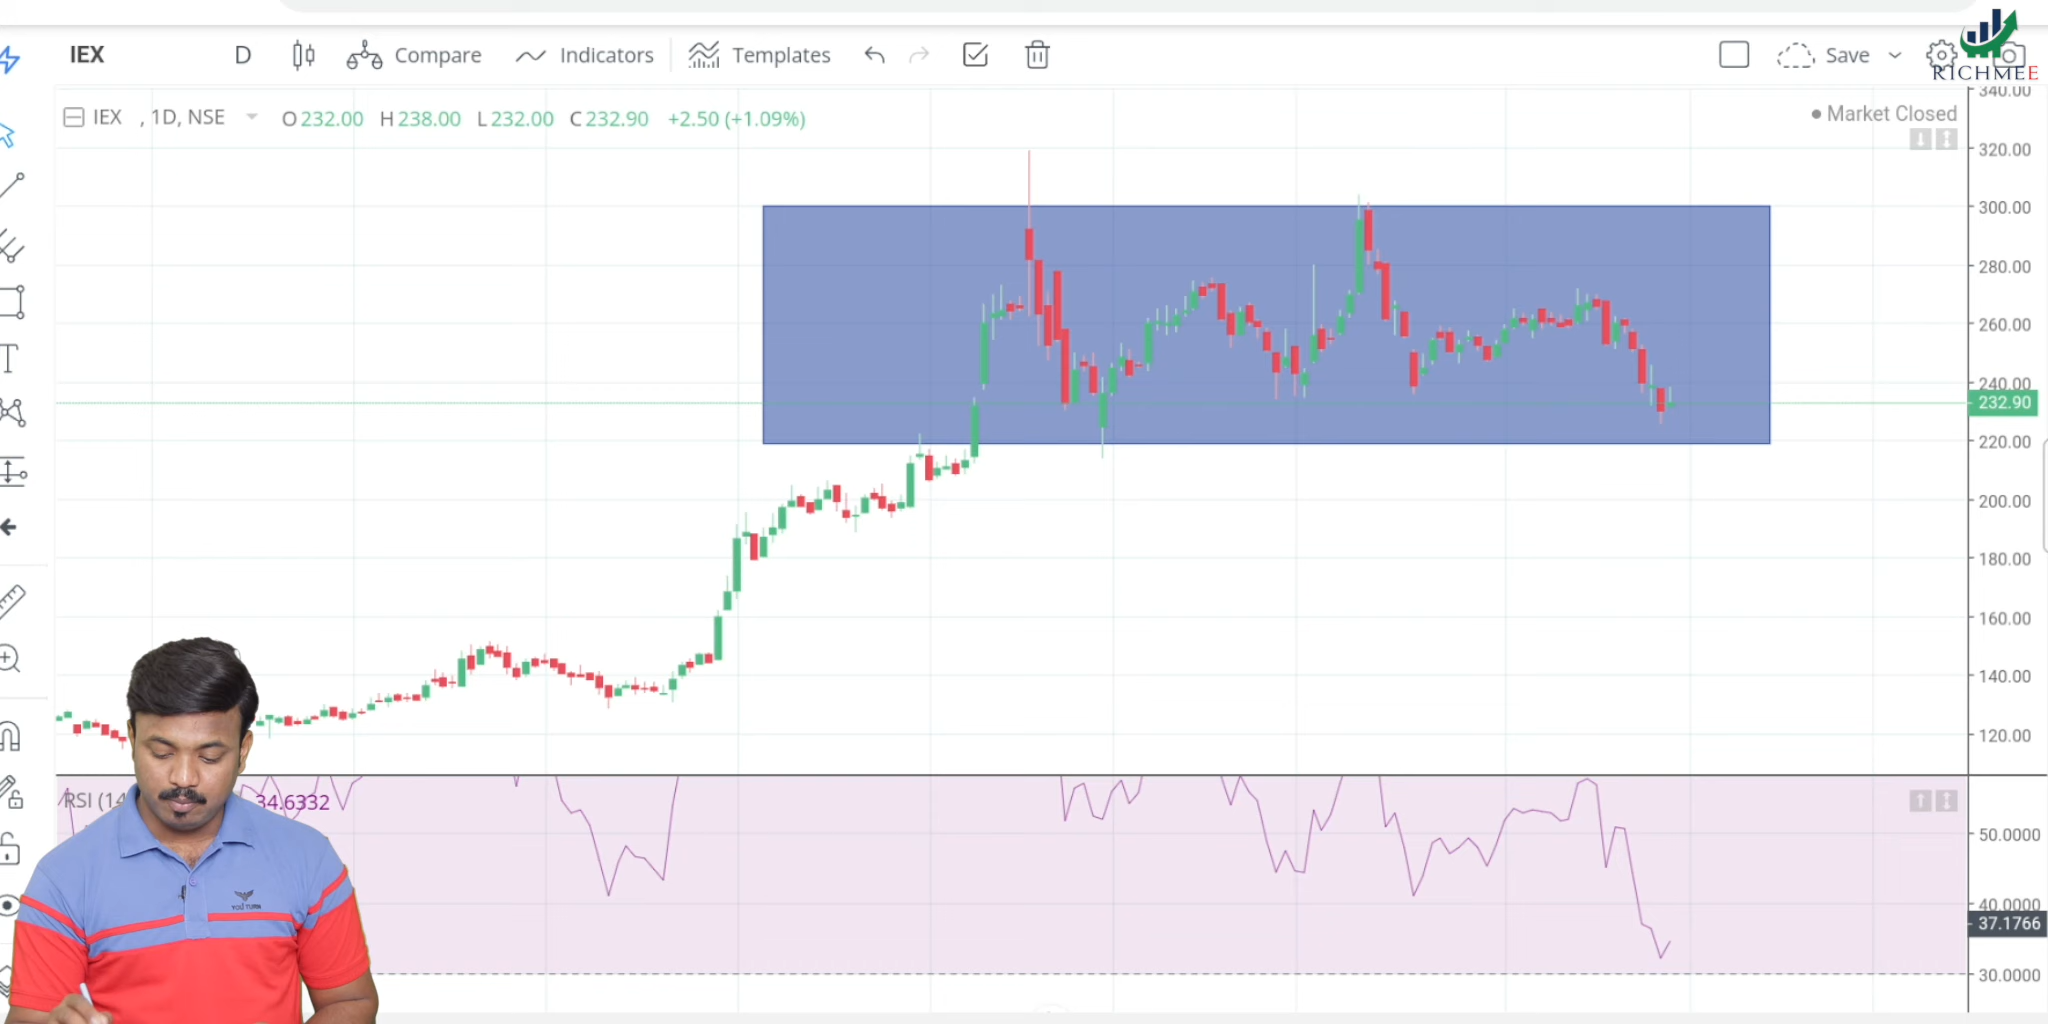 IEX D Compare Indicators Templates Save
RICHMEE
IEX , 1D, NSE O 232.00 H 238.00 L 232.00 C 232.90 +2.50 (+1.09%)
Market Closed
340.00
320.00
300.00
280.00
260.00
240.00
232.90
220.00
200.00
180.00
160.00
140.00
120.00
RSI (14 34.6332
50.0000
40.0000
37.1766
30.0000
YOU TURN